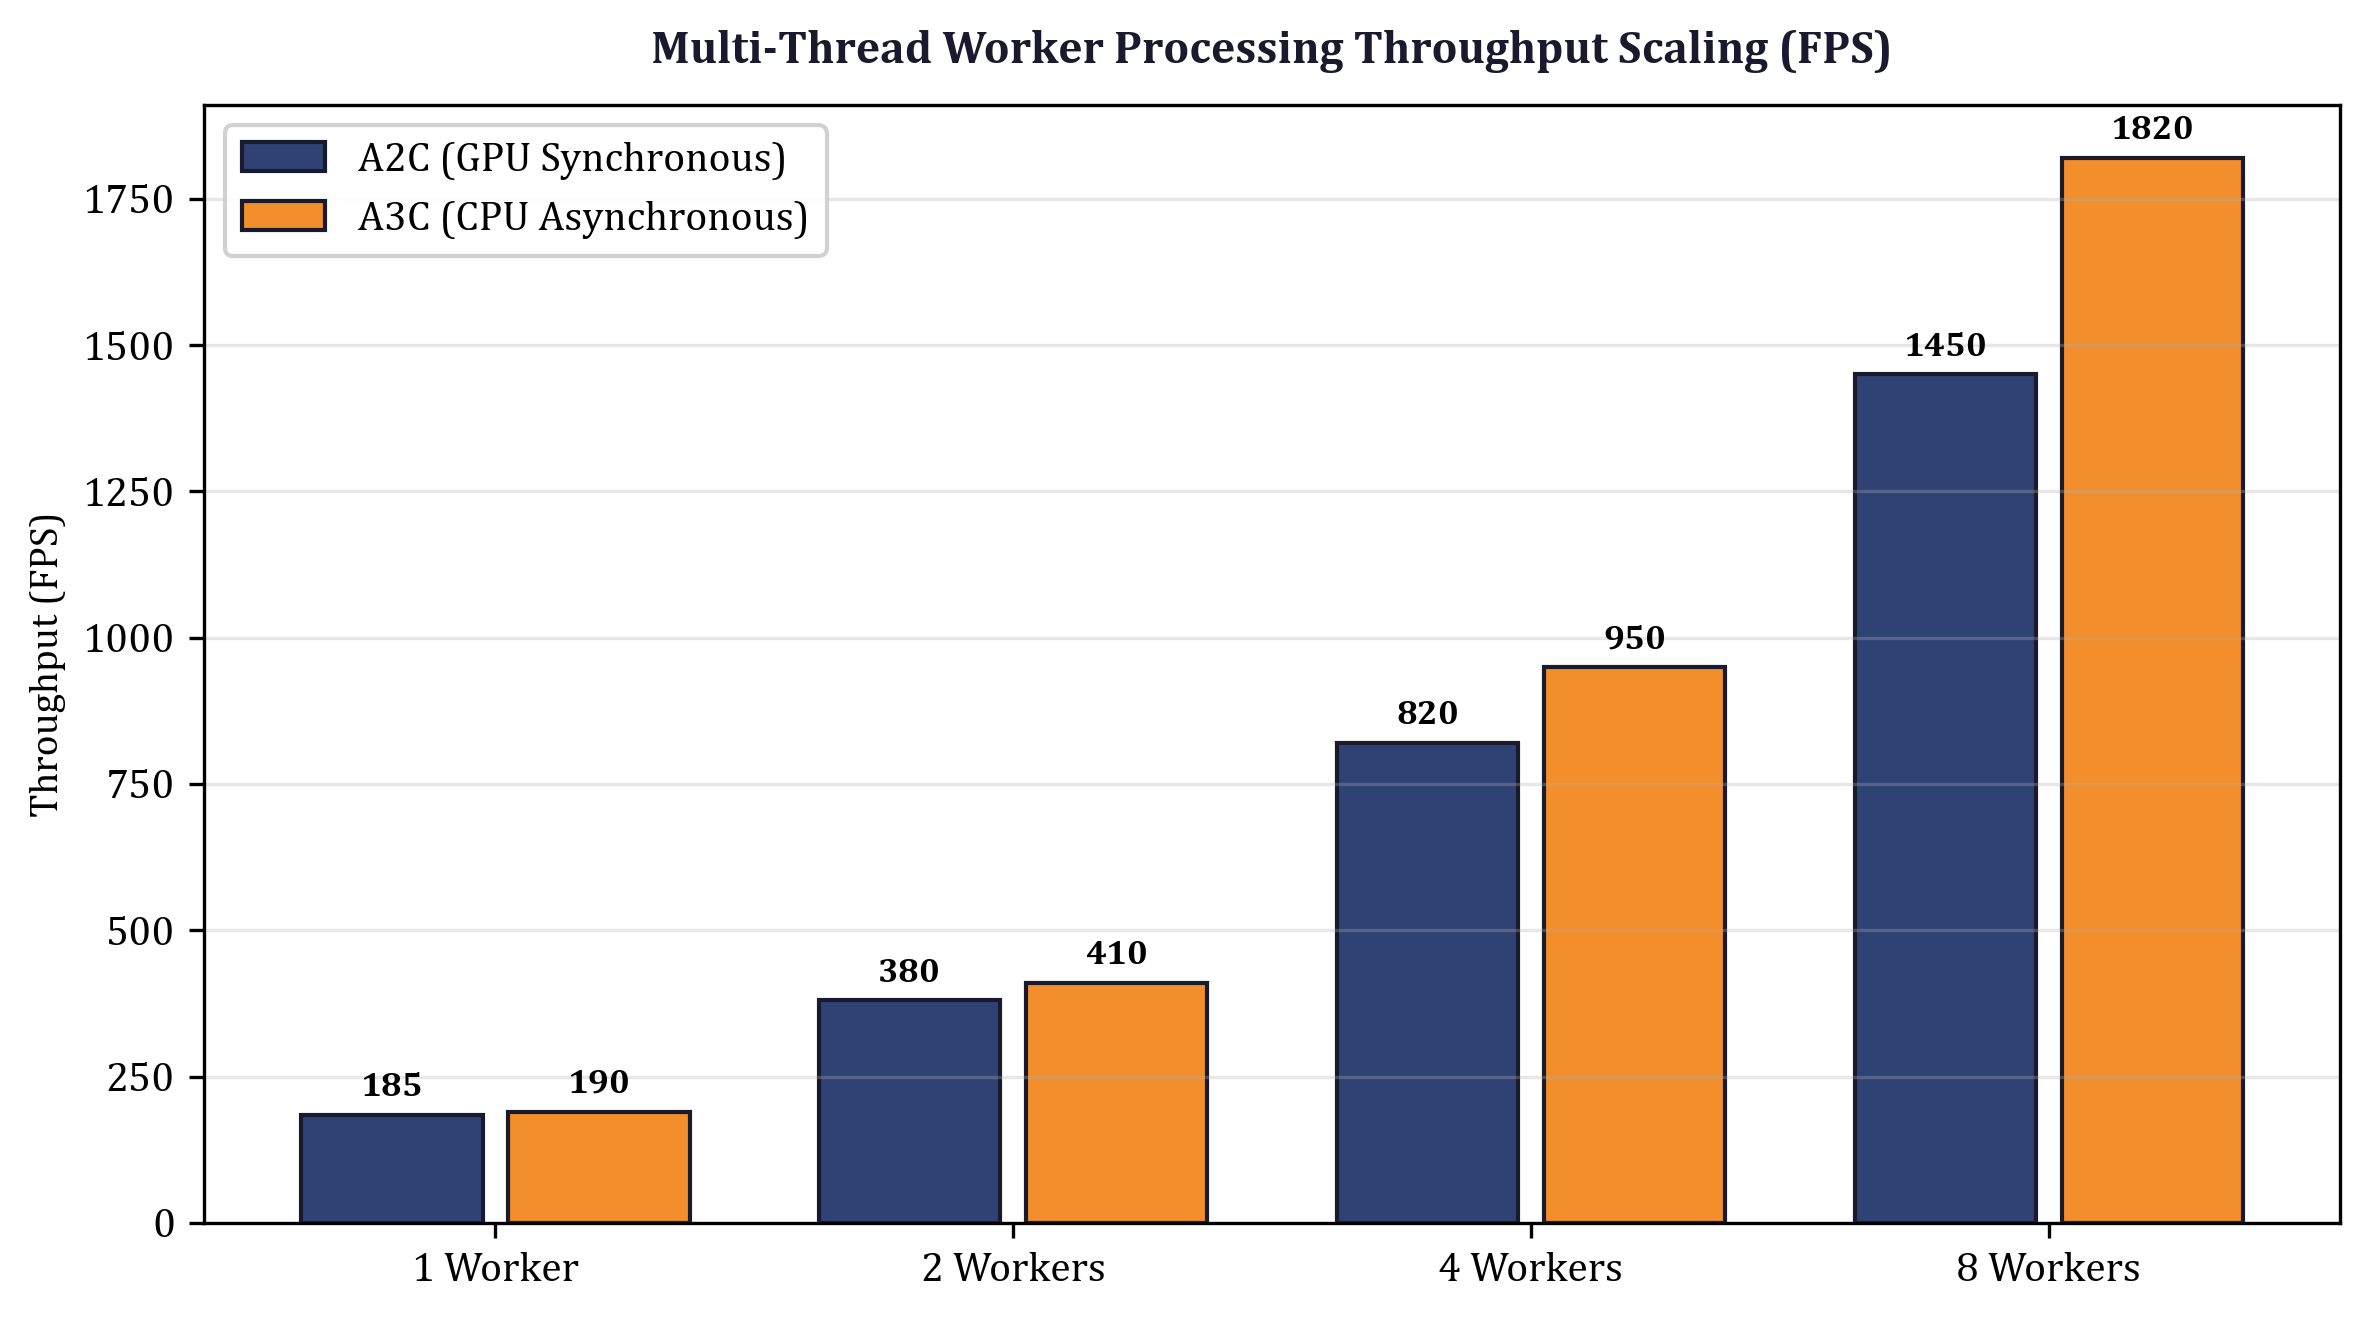 Multi-Thread Worker Processing Throughput Scaling (FPS)
A2C (GPU Synchronous)
A3C (CPU Asynchronous)
Throughput (FPS)
1750
1500
1250
1000
750
500
250
0
185
190
380
410
820
950
1450
1820
1 Worker
2 Workers
4 Workers
8 Workers